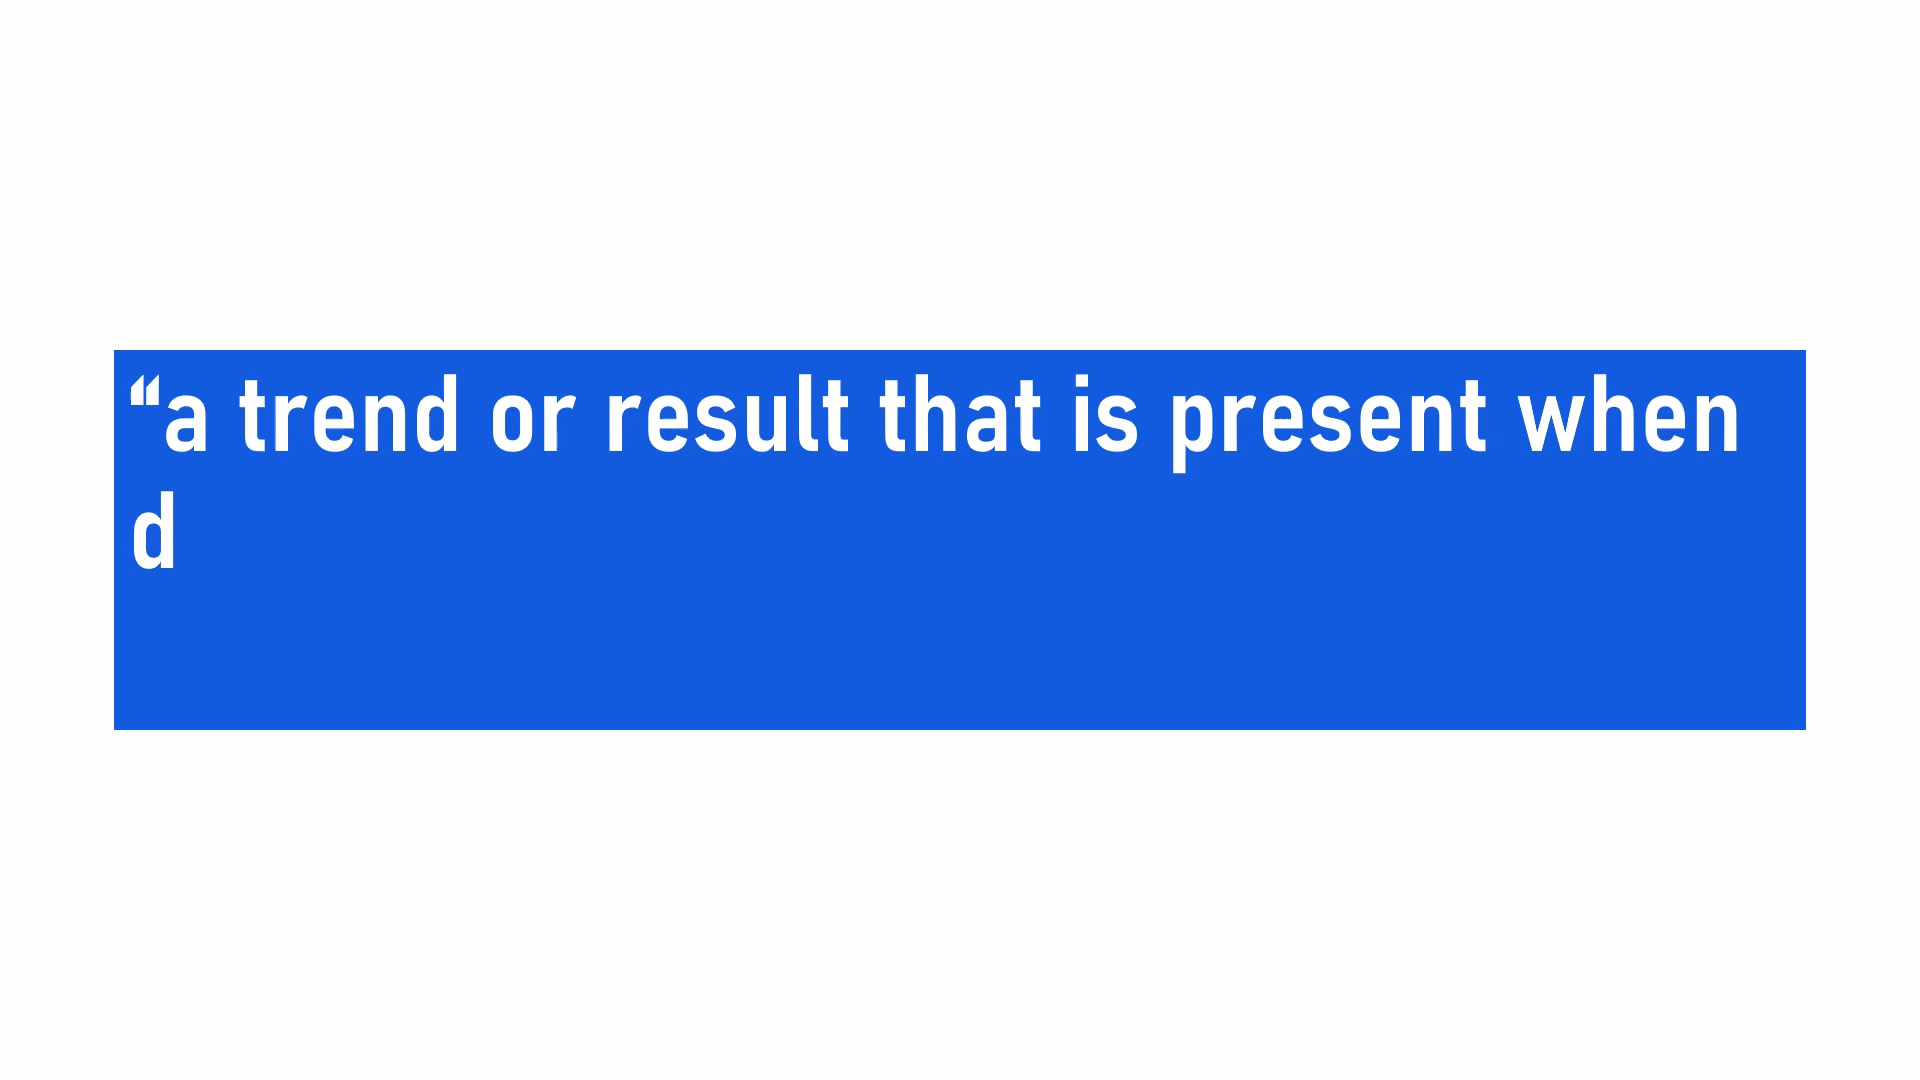 “a trend or result that is present when
d